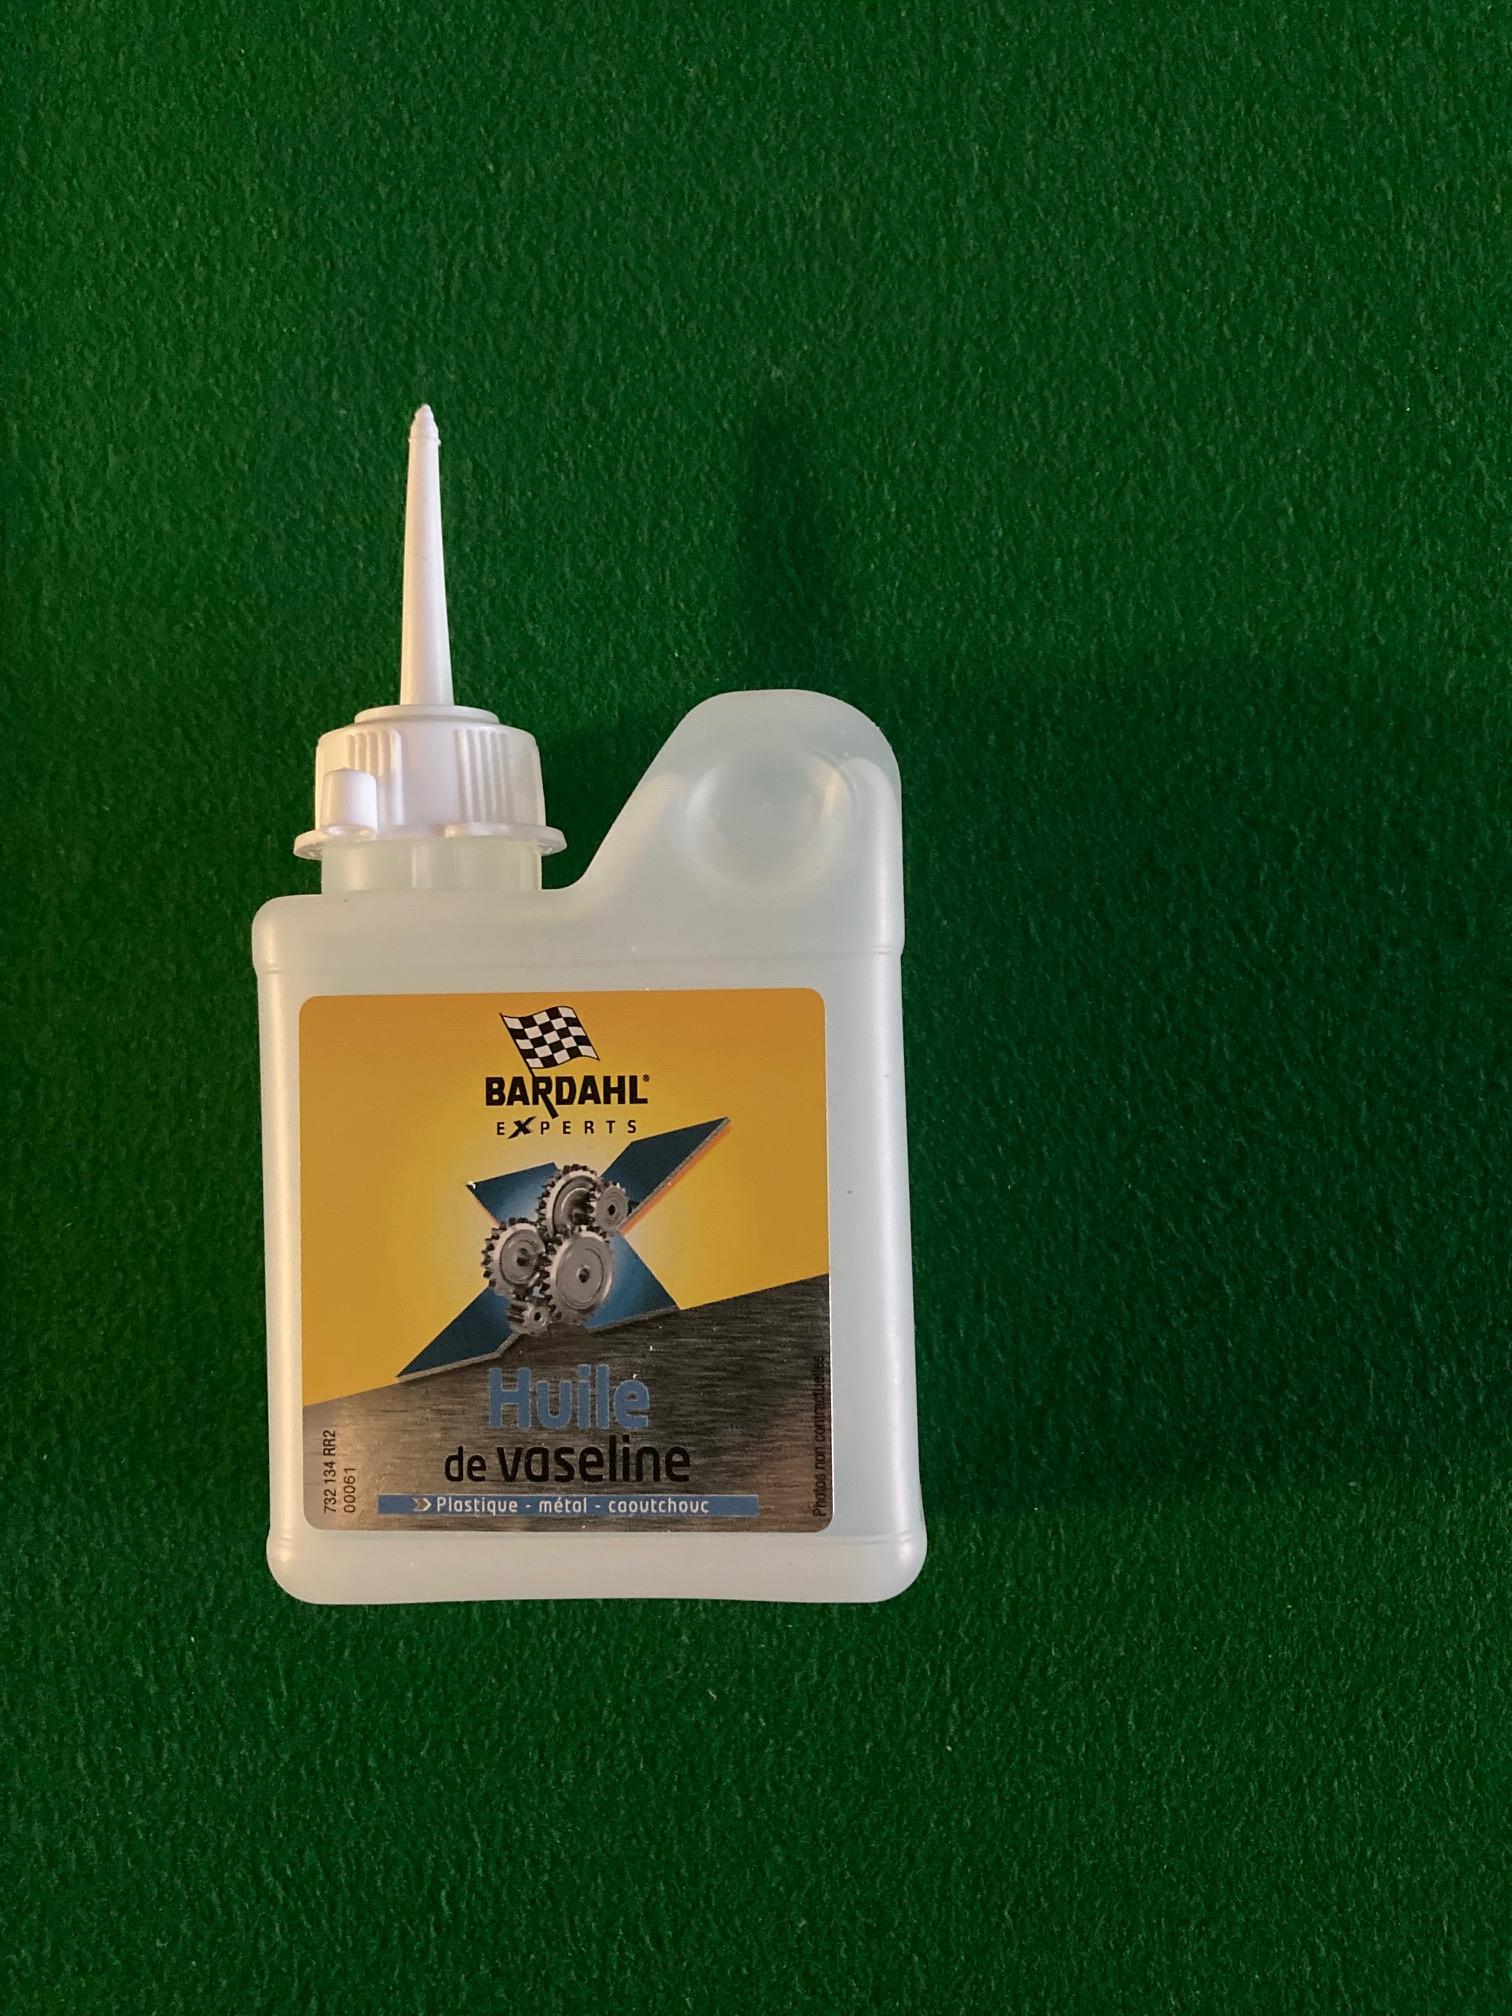 BARDAHL®
EXPERTS
Huile
de vaseline
Plastique - métal - caoutchouc
732 134 RR2
00061
Photos non contractuelles